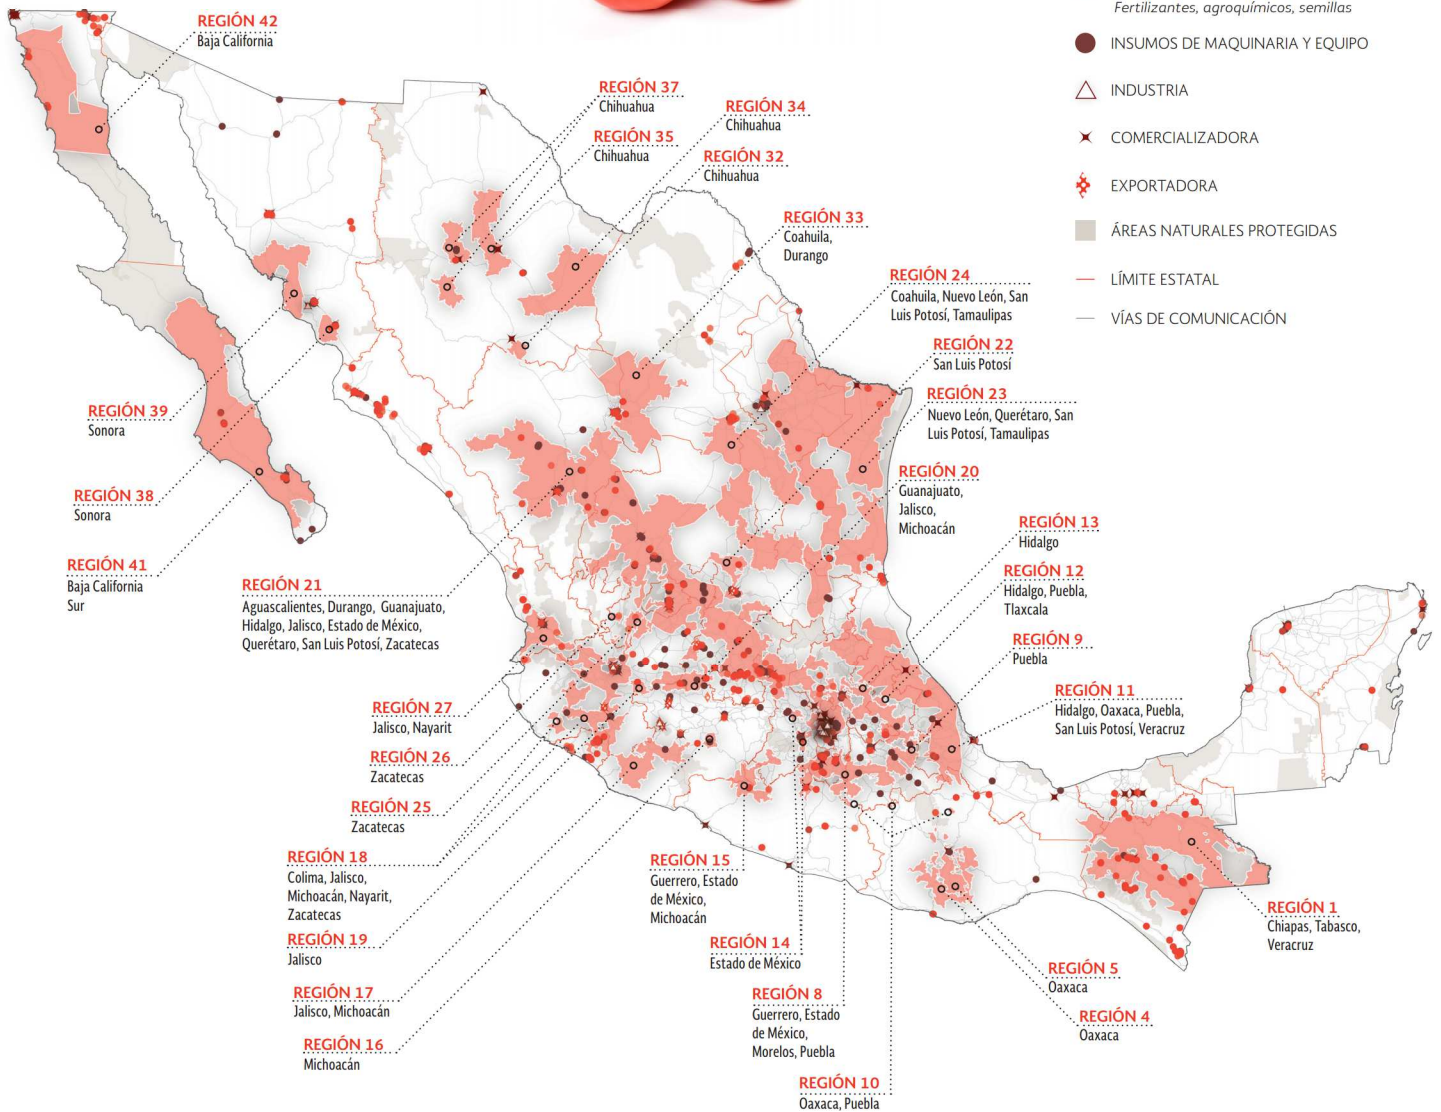 Fertilizantes, agroquímicos, semillas
INSUMOS DE MAQUINARIA Y EQUIPO
INDUSTRIA
COMERCIALIZADORA
EXPORTADORA
ÁREAS NATURALES PROTEGIDAS
LÍMITE ESTATAL
VÍAS DE COMUNICACIÓN
REGIÓN 42
Baja California
REGIÓN 37
Chihuahua
REGIÓN 34
Chihuahua
REGIÓN 35
Chihuahua
REGIÓN 32
Chihuahua
REGIÓN 33
Coahuila,
Durango
REGIÓN 24
Coahuila, Nuevo León, San
Luis Potosí, Tamaulipas
REGIÓN 22
San Luis Potosí
REGIÓN 23
Nuevo León, Querétaro, San
Luis Potosí, Tamaulipas
REGIÓN 39
Sonora
REGIÓN 20
Guanajuato,
Jalisco,
Michoacán
REGIÓN 38
Sonora
REGIÓN 13
Hidalgo
REGIÓN 41
Baja California
Sur
REGIÓN 12
Hidalgo, Puebla,
Tlaxcala
REGIÓN 21
Aguascalientes, Durango, Guanajuato,
Hidalgo, Jalisco, Estado de México,
Querétaro, San Luis Potosí, Zacatecas
REGIÓN 9
Puebla
REGIÓN 11
Hidalgo, Oaxaca, Puebla,
San Luis Potosí, Veracruz
REGIÓN 27
Jalisco, Nayarit
REGIÓN 26
Zacatecas
REGIÓN 25
Zacatecas
REGIÓN 18
Colima, Jalisco,
Michoacán, Nayarit,
Zacatecas
REGIÓN 15
Guerrero, Estado
de México,
Michoacán
REGIÓN 1
Chiapas, Tabasco,
Veracruz
REGIÓN 19
Jalisco
REGIÓN 14
Estado de México
REGIÓN 5
Oaxaca
REGIÓN 17
Jalisco, Michoacán
REGIÓN 8
Guerrero, Estado
de México,
Morelos, Puebla
REGIÓN 4
Oaxaca
REGIÓN 16
Michoacán
REGIÓN 10
Oaxaca, Puebla